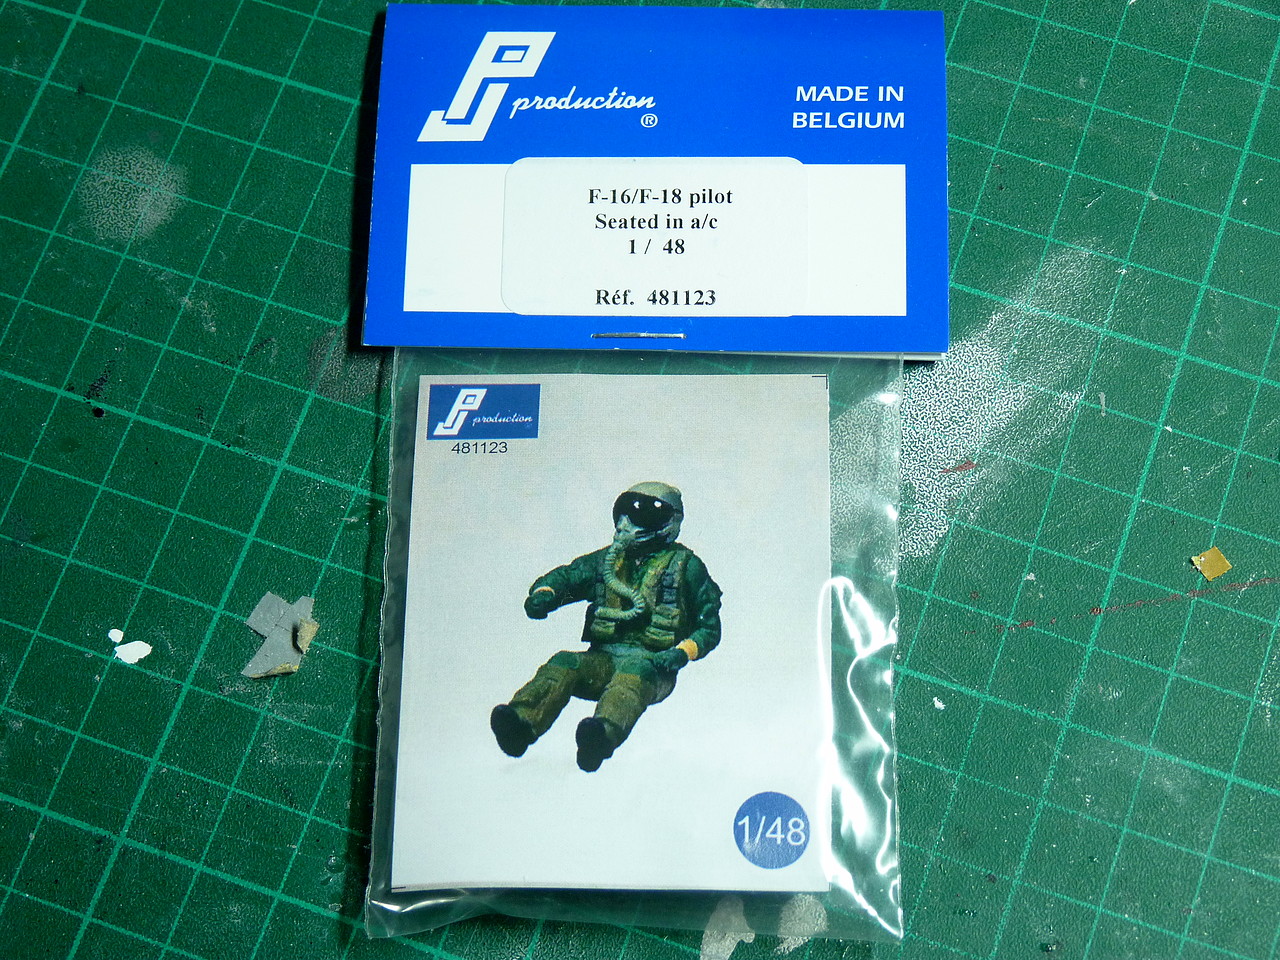 PJ production
®
MADE IN
BELGIUM
F-16/F-18 pilot
Seated in a/c
1 / 48
Réf. 481123
PJ production
481123
1/48